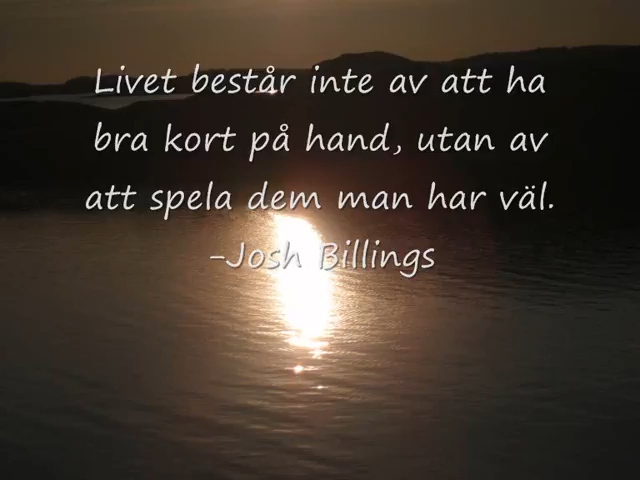 Livet består inte av att ha
bra kort på hand, utan av
att spela dem man har väl.
-Josh Billings